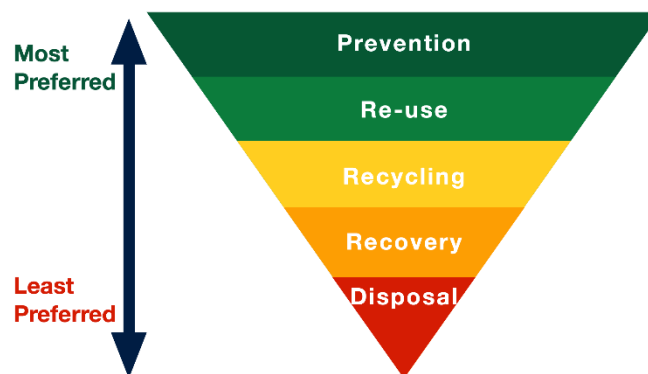 Most
Preferred
Prevention
Re-use
Recycling
Recovery
Disposal
Least
Preferred